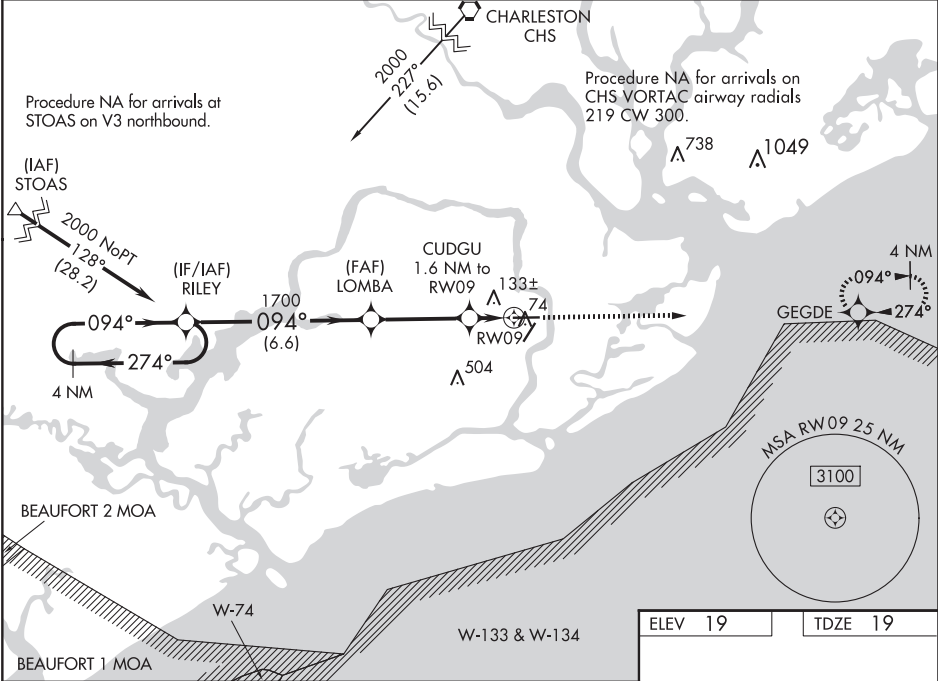 CHARLESTON
CHS
2000
227°
(15.6)
Procedure NA for arrivals at
STOAS on V3 northbound.
Procedure NA for arrivals on
CHS VORTAC airway radials
219 CW 300.
738
1049
(IAF)
STOAS
2000 NoPT
128°
(28.2)
(IF/IAF)
RILEY
1700
094°
(6.6)
(FAF)
LOMBA
CUDGU
1.6 NM to
RW09
133±
74
RW09
504
094°
274°
4 NM
4 NM
094°
274°
GEGDE
MSA RW09 25 NM
3100
BEAUFORT 2 MOA
W-74
W-133 & W-134
BEAUFORT 1 MOA
ELEV 19
TDZE 19